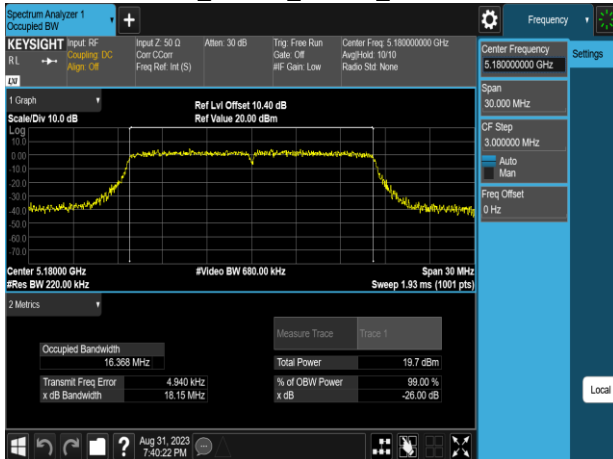 Spectrum Analyzer 1
Occupied BW
Frequency
KEYSIGHT
RL
LXI
Input: RF
Coupling: DC
Align: Off
Input Z: 50 Ω
Corr CCorr
Freq Ref: Int (S)
Atten: 30 dB
Trig: Free Run
Gate: Off
#IF Gain: Low
Center Freq: 5.180000000 GHz
Avg|Hold: 10/10
Radio Std: None
Center Frequency
5.180000000 GHz
Settings
Span
30.000 MHz
CF Step
3.000000 MHz
Auto
Man
Freq Offset
0 Hz
Local
1 Graph
Scale/Div 10.0 dB
Ref Lvl Offset 10.40 dB
Ref Value 20.00 dBm
Log
10.0
0.00
-10.0
-20.0
-30.0
-40.0
-50.0
-60.0
-70.0
Center 5.18000 GHz
#Res BW 220.00 kHz
#Video BW 680.00 kHz
Span 30 MHz
Sweep 1.93 ms (1001 pts)
2 Metrics
Measure Trace
Trace 1
Occupied Bandwidth
16.368 MHz
Total Power
19.7 dBm
Transmit Freq Error
4.940 kHz
% of OBW Power
99.00 %
x dB Bandwidth
18.15 MHz
x dB
-26.00 dB
?
Aug 31, 2023
7:40:22 PM